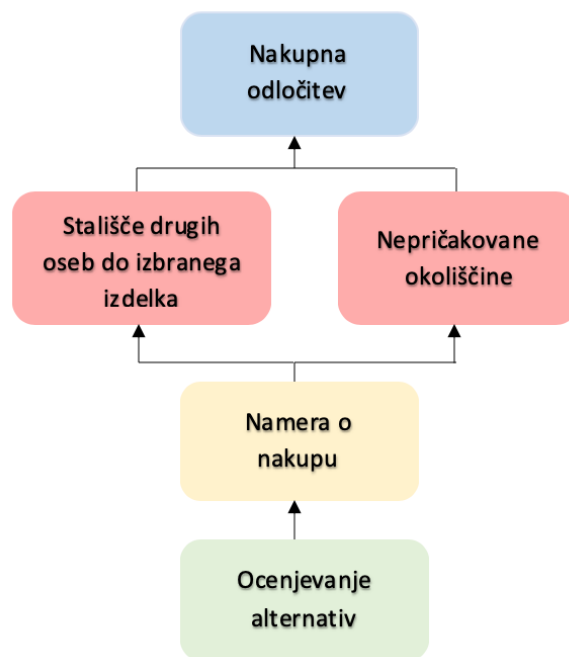 Nakupna
odločitev
Stališče drugih
oseb do izbranega
izdelka
Nepričakovane
okoliščine
Namera o
nakupu
Ocenjevanje
alternativ